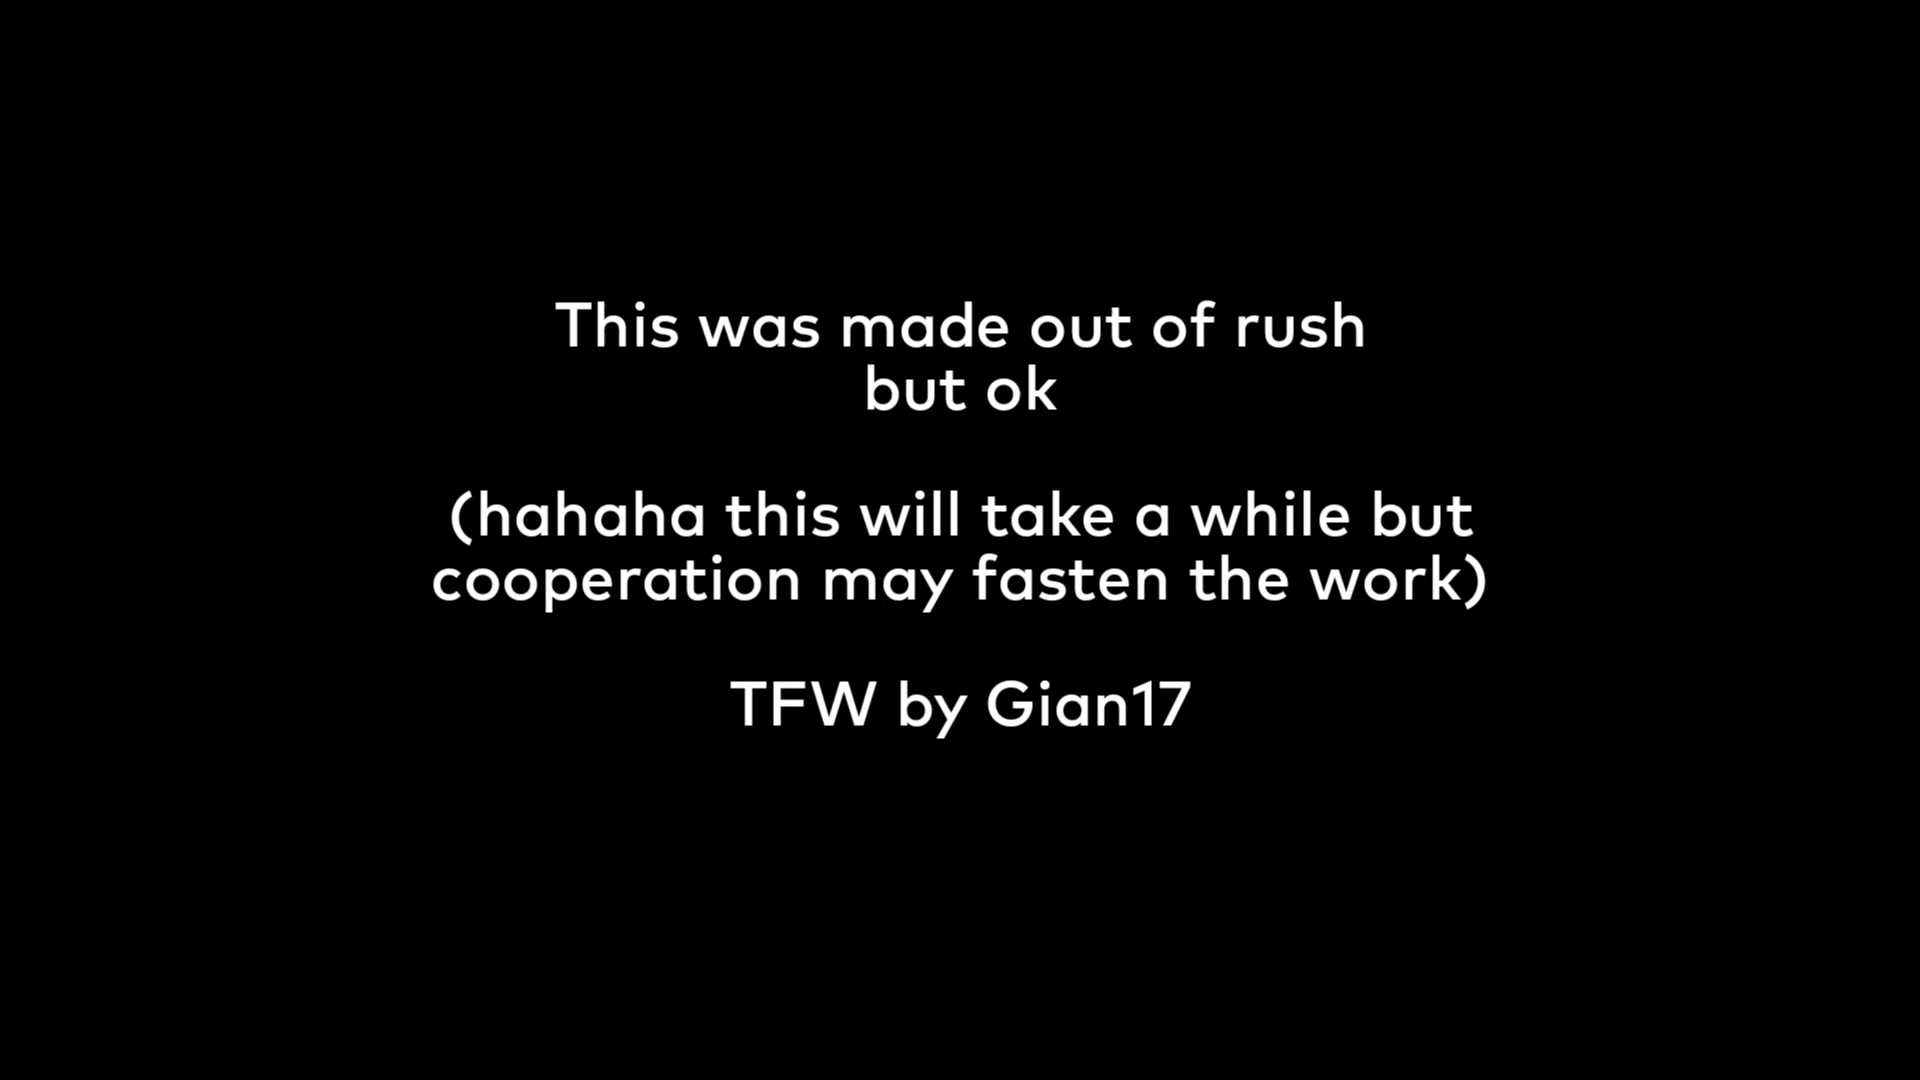 This was made out of rush
but ok
(hahaha this will take a while but
cooperation may fasten the work)
TFW by Gian17